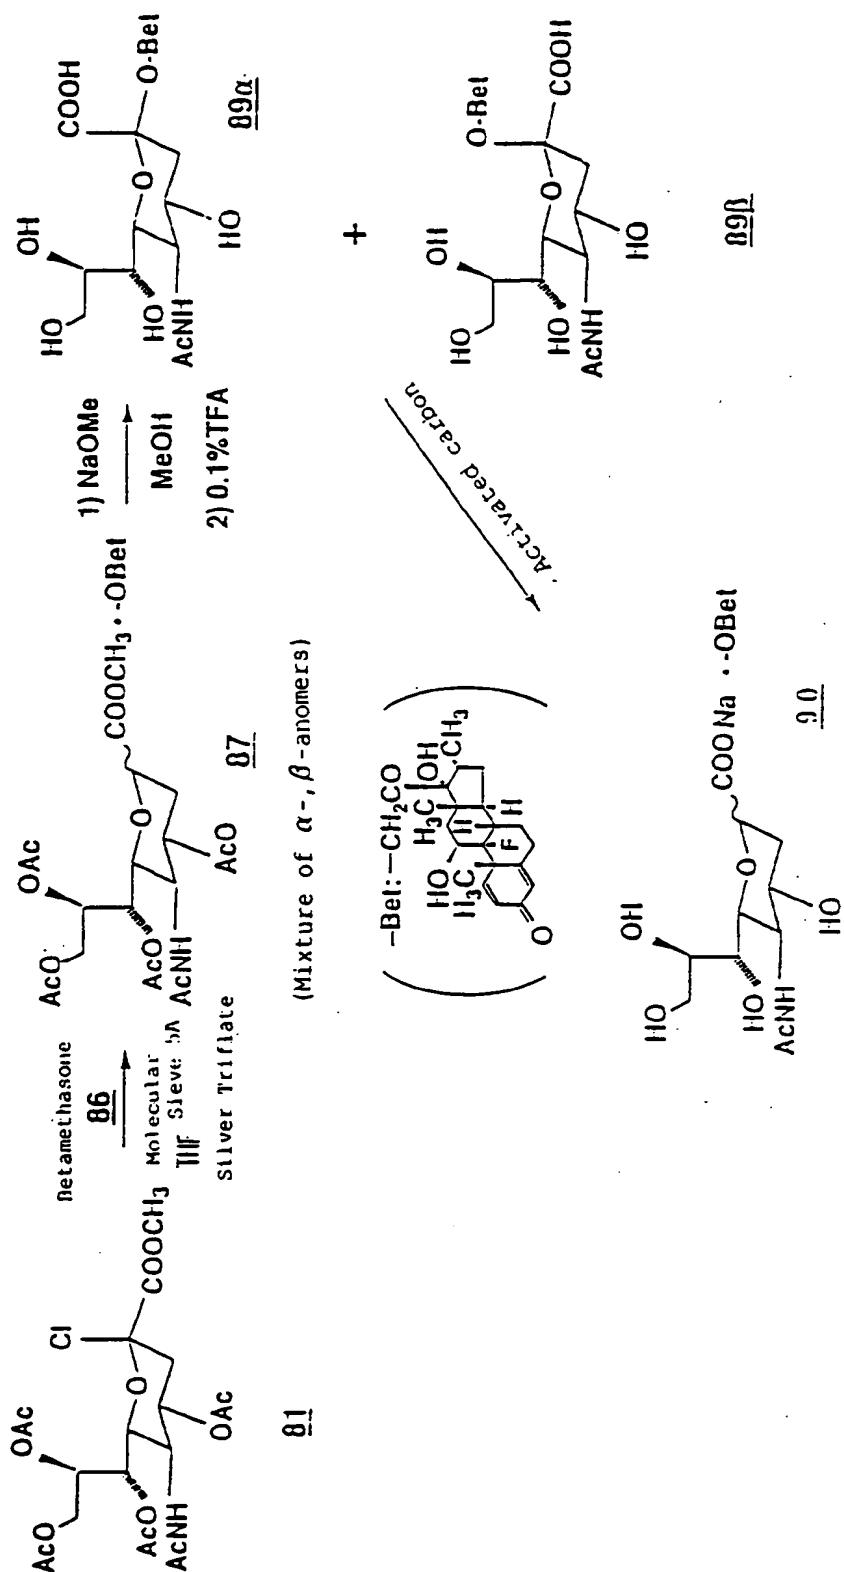 AcO
OAc
Cl
AcO
AcNH
O
COOCH3
OAc
81
Betamethasone
86
Molecular
THF Sieve 5A
Silver Triflate
AcO
OAc
AcO
AcNH
O
COOCH3 · -OBet
AcO
87
(Mixture of α-, β-anomers)
1) NaOMe
MeOH
2) 0.1%TFA
HO
OH
COOH
HO
AcNH
O
O-Bet
HO
89α
+
HO
OH
O-Bet
HO
AcNH
O
COOH
HO
89β
Activated carbon
-Bet: -CH2CO
HO H3C OH
H3C H CH3
F H
O
HO
OH
HO
AcNH
O
COONa · -OBet
HO
90